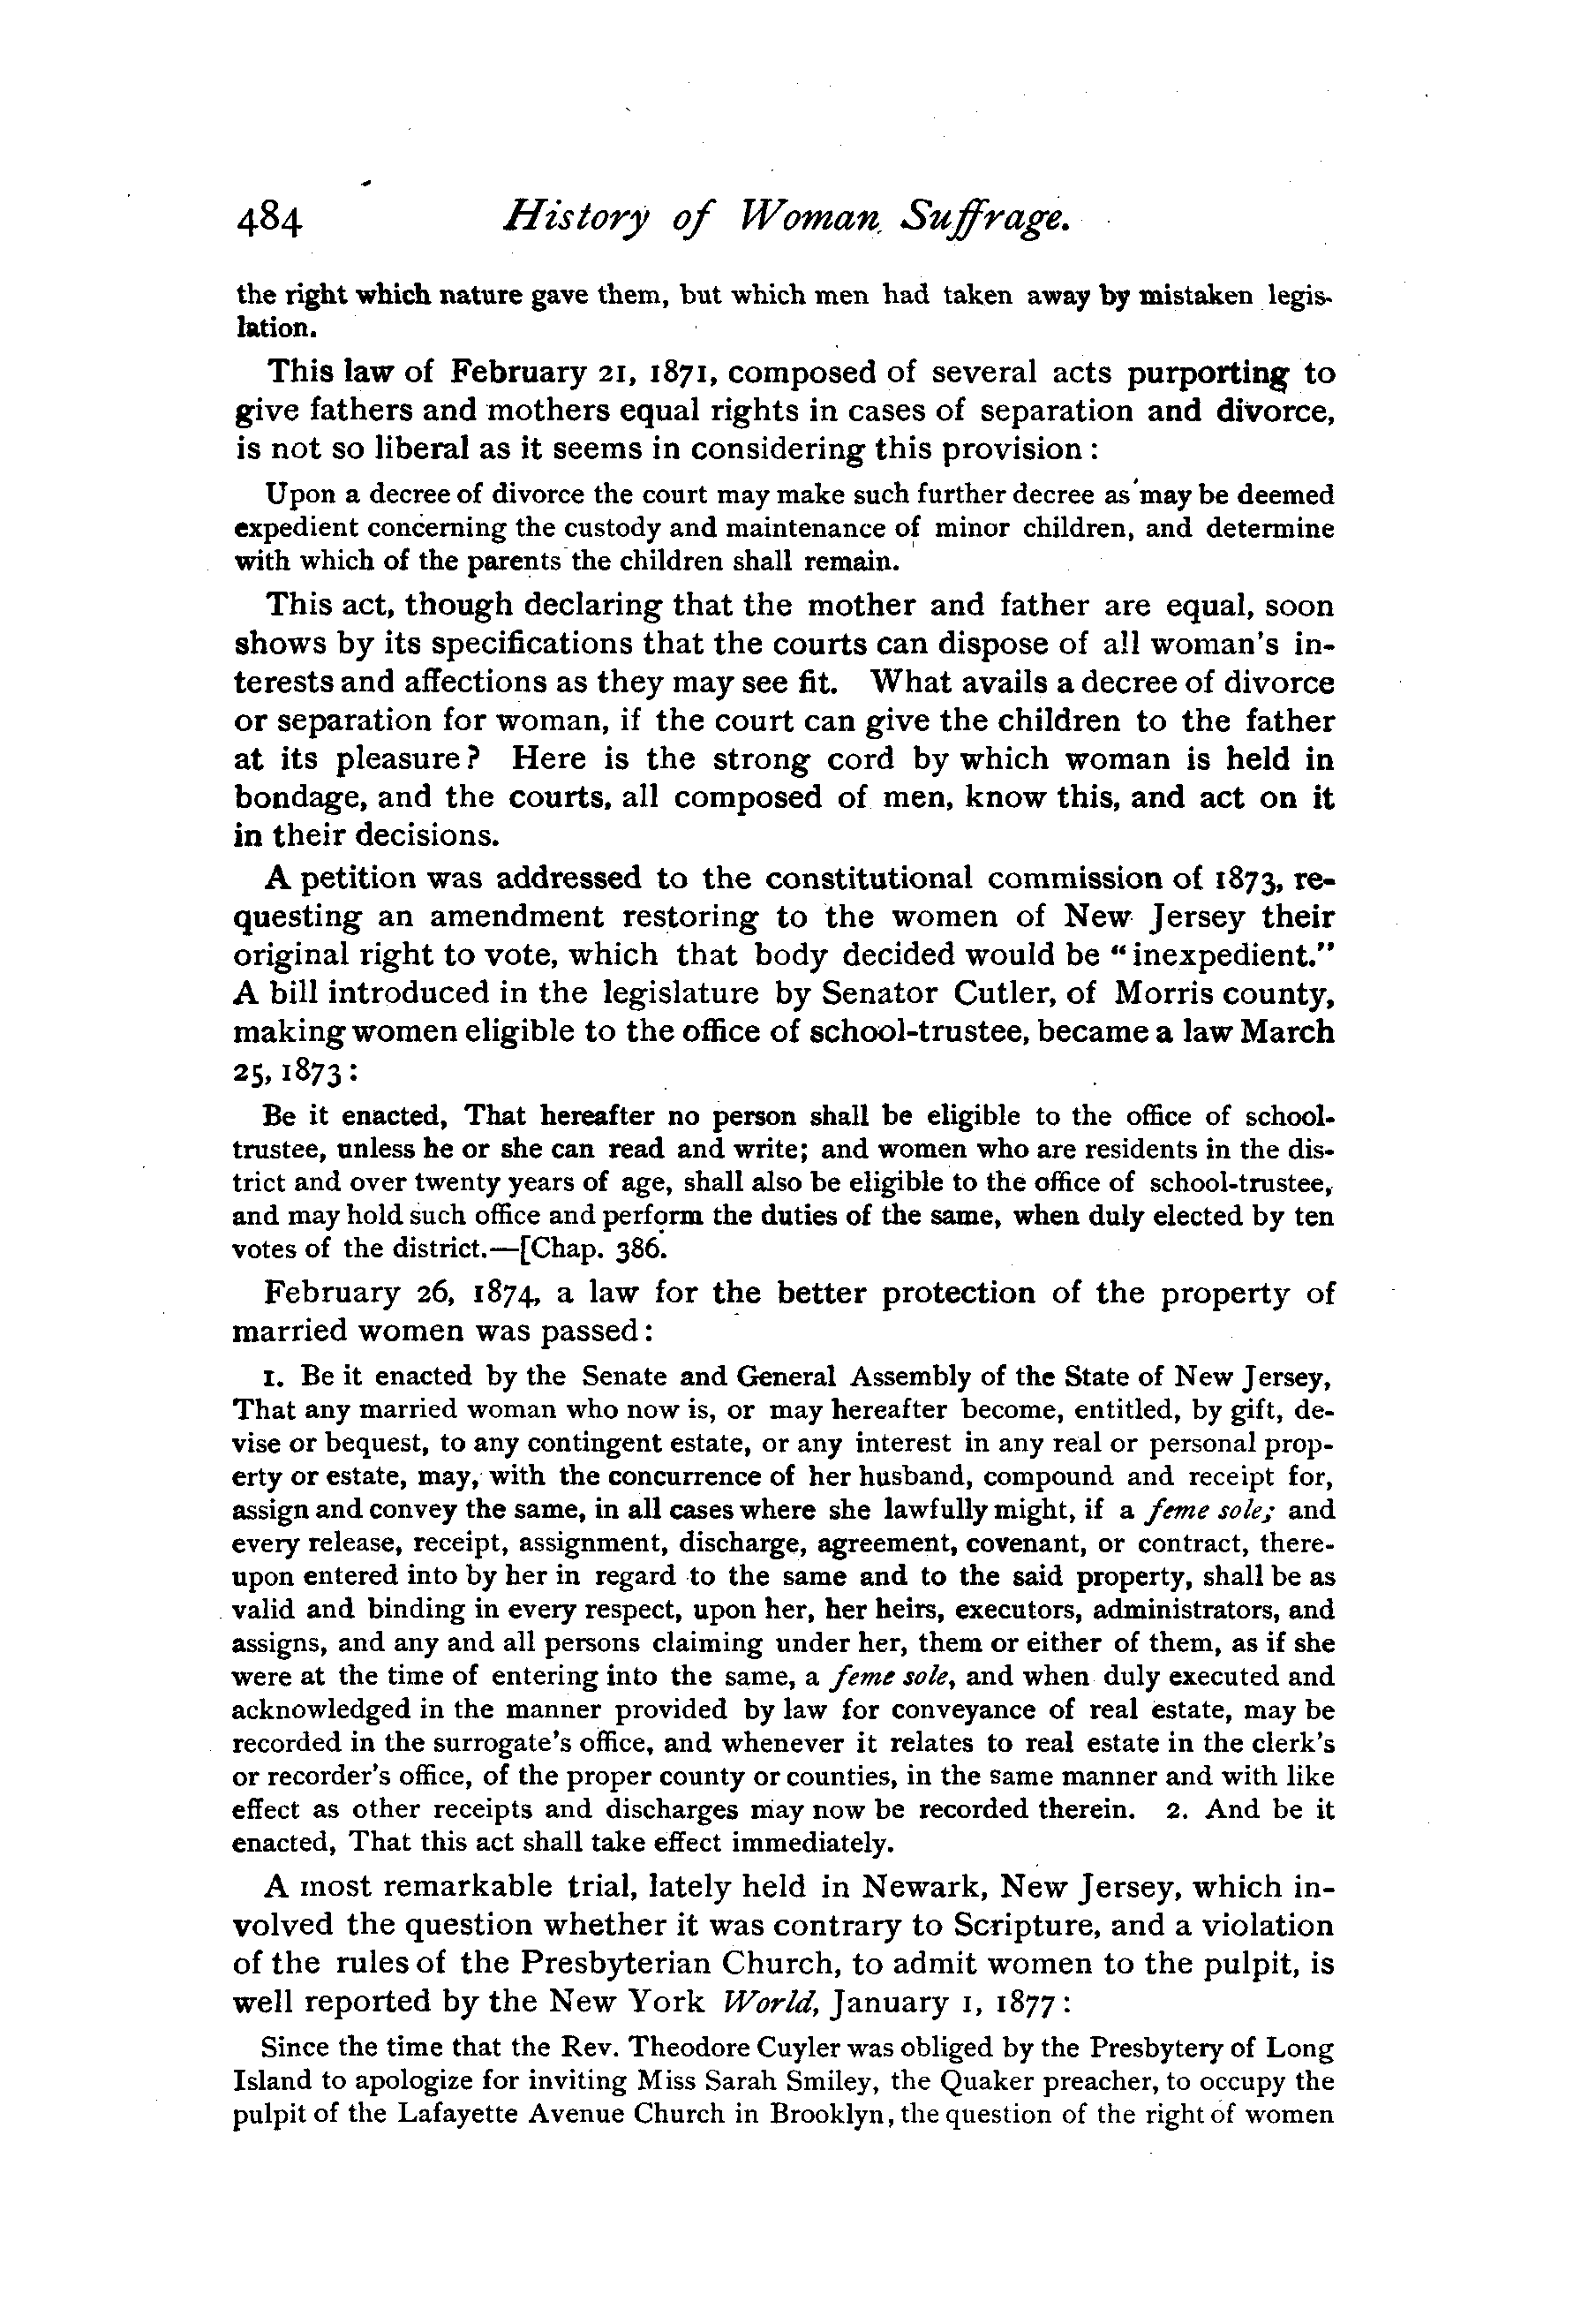 484 History of Woman Suffrage.
the right which nature gave them, but which men had taken away by mistaken legis-
lation.
This law of February 21, 1871, composed of several acts purporting to
give fathers and mothers equal rights in cases of separation and divorce,
is not so liberal as it seems in considering this provision :
Upon a decree of divorce the court may make such further decree as may be deemed
expedient concerning the custody and maintenance of minor children, and determine
with which of the parents the children shall remain.
This act, though declaring that the mother and father are equal, soon
shows by its specifications that the courts can dispose of all woman's in-
terests and affections as they may see fit. What avails a decree of divorce
or separation for woman, if the court can give the children to the father
at its pleasure? Here is the strong cord by which woman is held in
bondage, and the courts, all composed of men, know this, and act on it
in their decisions.
A petition was addressed to the constitutional commission of 1873, re-
questing an amendment restoring to the women of New Jersey their
original right to vote, which that body decided would be "inexpedient."
A bill introduced in the legislature by Senator Cutler, of Morris county,
making women eligible to the office of school-trustee, became a law March
25, 1873 :
Be it enacted, That hereafter no person shall be eligible to the office of school-
trustee, unless he or she can read and write; and women who are residents in the dis-
trict and over twenty years of age, shall also be eligible to the office of school-trustee,
and may hold such office and perform the duties of the same, when duly elected by ten
votes of the district.—[Chap. 386.
February 26, 1874, a law for the better protection of the property of
married women was passed :
1. Be it enacted by the Senate and General Assembly of the State of New Jersey,
That any married woman who now is, or may hereafter become, entitled, by gift, de-
vise or bequest, to any contingent estate, or any interest in any real or personal prop-
erty or estate, may, with the concurrence of her husband, compound and receipt for,
assign and convey the same, in all cases where she lawfully might, if a feme sole; and
every release, receipt, assignment, discharge, agreement, covenant, or contract, there-
upon entered into by her in regard to the same and to the said property, shall be as
valid and binding in every respect, upon her, her heirs, executors, administrators, and
assigns, and any and all persons claiming under her, them or either of them, as if she
were at the time of entering into the same, a feme sole, and when duly executed and
acknowledged in the manner provided by law for conveyance of real estate, may be
recorded in the surrogate's office, and whenever it relates to real estate in the clerk's
or recorder's office, of the proper county or counties, in the same manner and with like
effect as other receipts and discharges may now be recorded therein. 2. And be it
enacted, That this act shall take effect immediately.
A most remarkable trial, lately held in Newark, New Jersey, which in-
volved the question whether it was contrary to Scripture, and a violation
of the rules of the Presbyterian Church, to admit women to the pulpit, is
well reported by the New York World, January 1, 1877 :
Since the time that the Rev. Theodore Cuyler was obliged by the Presbytery of Long
Island to apologize for inviting Miss Sarah Smiley, the Quaker preacher, to occupy the
pulpit of the Lafayette Avenue Church in Brooklyn, the question of the right of women